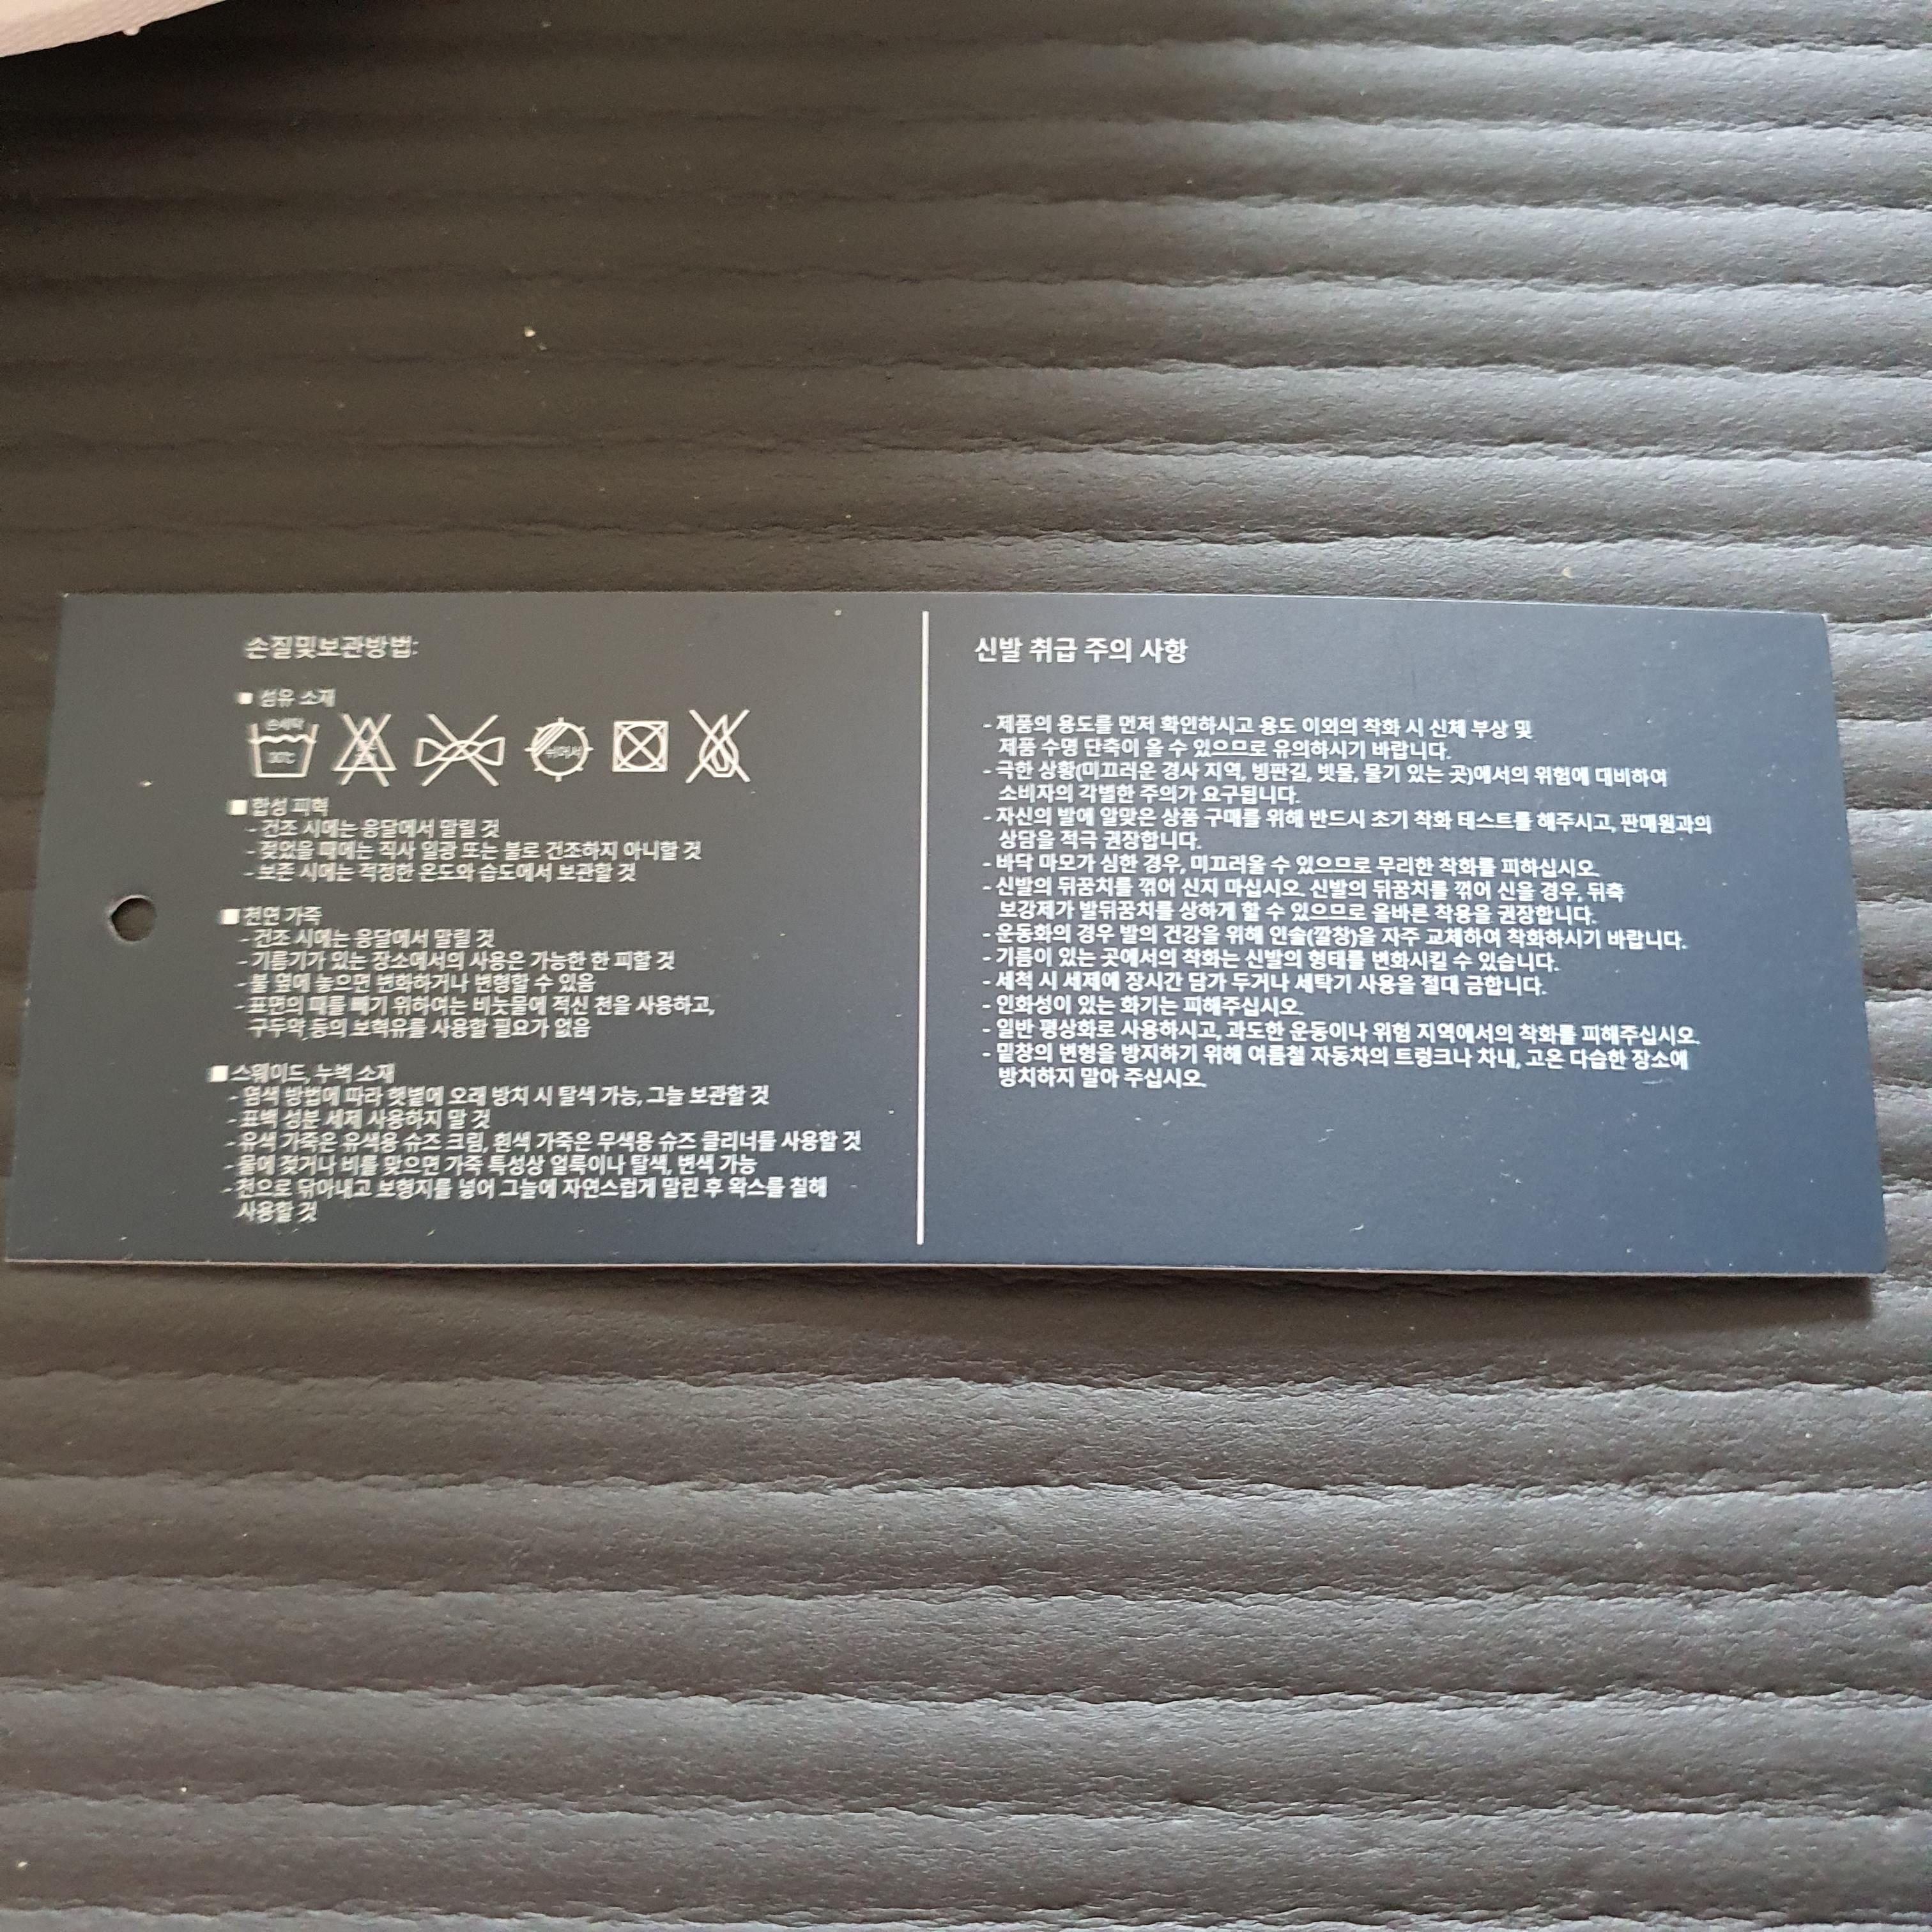 손질및보관방법:
■ 섬유 소재
손세탁
30℃
뉘어서
■ 합성 피혁
- 건조 시에는 응달에서 말릴 것
- 젖었을 때에는 직사 일광 또는 불로 건조하지 아니할 것
- 보존 시에는 적정한 온도와 습도에서 보관할 것
■ 천연 가죽
- 건조 시에는 응달에서 말릴 것
- 기름기가 있는 장소에서의 사용은 가능한 한 피할 것
- 불 옆에 놓으면 변화하거나 변형할 수 있음
- 표면의 때를 빼기 위하여는 비눗물에 적신 천을 사용하고,
구두약 등의 보혁유를 사용할 필요가 없음
■ 스웨이드, 누벅 소재
- 염색 방법에 따라 햇볕에 오래 방치 시 탈색 가능, 그늘 보관할 것
- 표백 성분 세제 사용하지 말 것
- 유색 가죽은 유색용 슈즈 크림, 흰색 가죽은 무색용 슈즈 클리너를 사용할 것
- 물에 젖거나 비를 맞으면 가죽 특성상 얼룩이나 탈색, 변색 가능
- 천으로 닦아내고 보형지를 넣어 그늘에 자연스럽게 말린 후 왁스를 칠해
사용할 것
신발 취급 주의 사항
- 제품의 용도를 먼저 확인하시고 용도 이외의 착화 시 신체 부상 및
제품 수명 단축이 올 수 있으므로 유의하시기 바랍니다.
- 극한 상황(미끄러운 경사 지역, 빙판길, 빗물, 물기 있는 곳)에서의 위험에 대비하여
소비자의 각별한 주의가 요구됩니다.
- 자신의 발에 알맞은 상품 구매를 위해 반드시 초기 착화 테스트를 해주시고, 판매원과의
상담을 적극 권장합니다.
- 바닥 마모가 심한 경우, 미끄러울 수 있으므로 무리한 착화를 피하십시오.
- 신발의 뒤꿈치를 꺾어 신지 마십시오. 신발의 뒤꿈치를 꺾어 신을 경우, 뒤축
보강제가 발뒤꿈치를 상하게 할 수 있으므로 올바른 착용을 권장합니다.
- 운동화의 경우 발의 건강을 위해 인솔(깔창)을 자주 교체하여 착화하시기 바랍니다.
- 기름이 있는 곳에서의 착화는 신발의 형태를 변화시킬 수 있습니다.
- 세척 시 세제에 장시간 담가 두거나 세탁기 사용을 절대 금합니다.
- 인화성이 있는 화기는 피해주십시오.
- 일반 평상화로 사용하시고, 과도한 운동이나 위험 지역에서의 착화를 피해주십시오.
- 밑창의 변형을 방지하기 위해 여름철 자동차의 트렁크나 차내, 고온 다습한 장소에
방치하지 말아 주십시오.